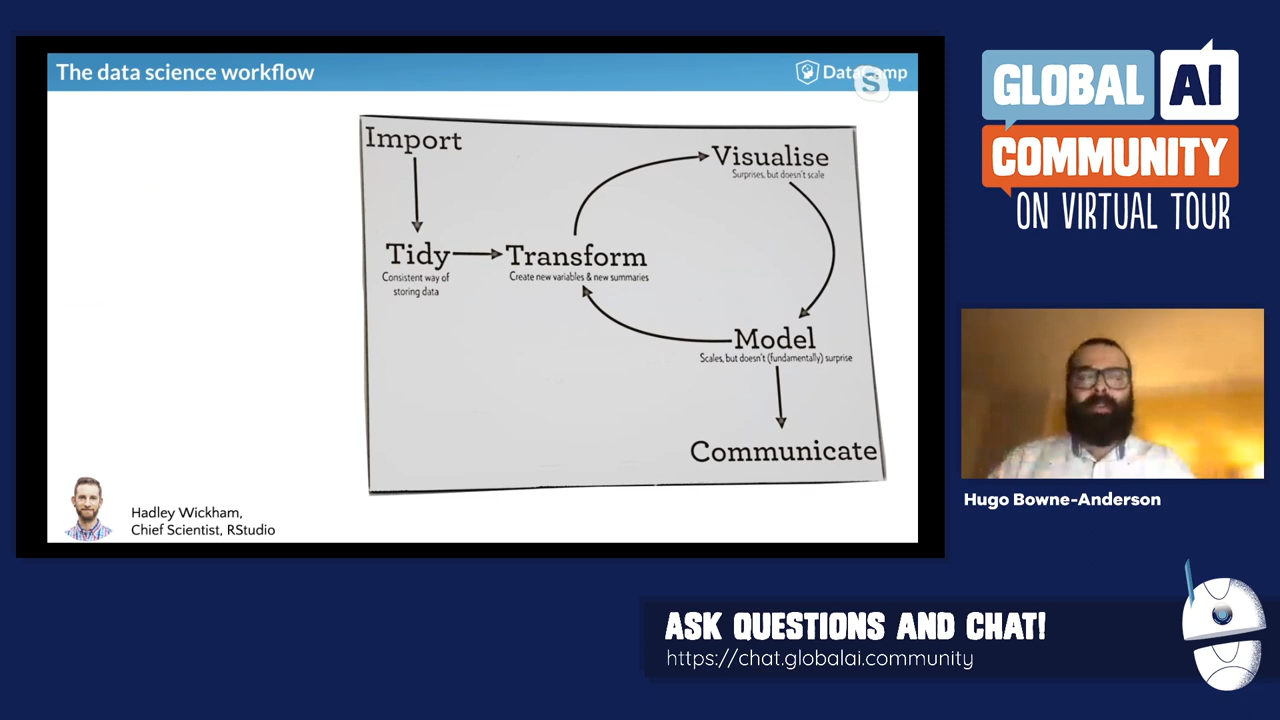 The data science workflow
DataCamp
Import
Visualise
Surprises, but doesn't scale
Tidy
Consistent way of
storing data
Transform
Create new variables & new summaries
Model
Scales, but doesn't (fundamentally) surprise
Communicate
Hadley Wickham,
Chief Scientist, RStudio
GLOBAL AI
COMMUNITY
ON VIRTUAL TOUR
Hugo Bowne-Anderson
ASK QUESTIONS AND CHAT!
https://chat.globalai.community